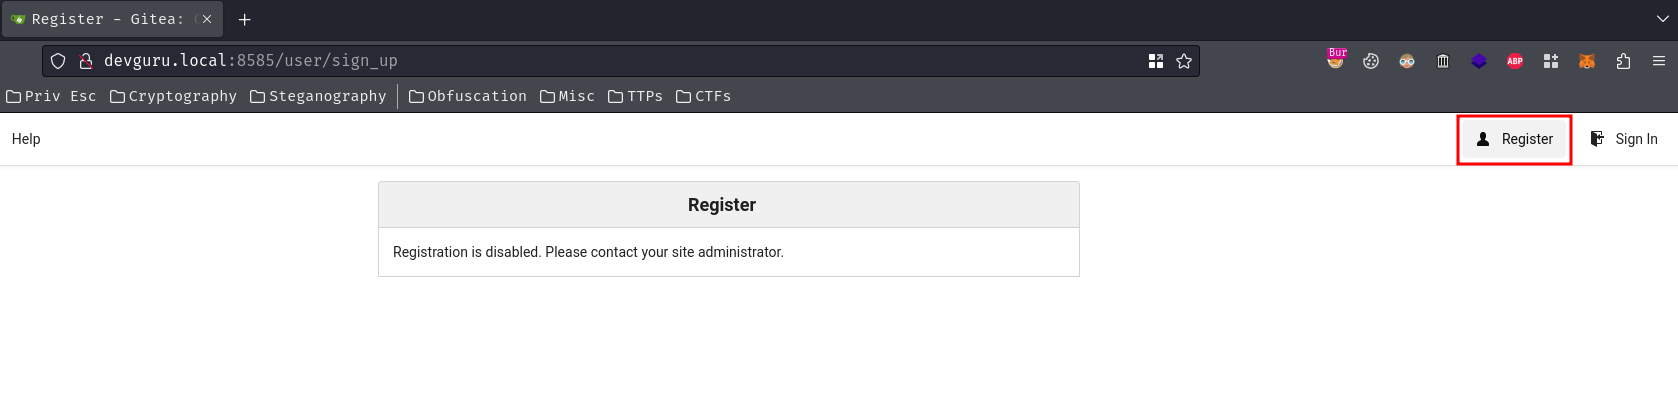 Register - Gitea:
devguru.local:8585/user/sign_up
Bur
ABP
Priv Esc Cryptography Steganography Obfuscation Misc TTPs CTFs
Help Register Sign In
Register
Registration is disabled. Please contact your site administrator.